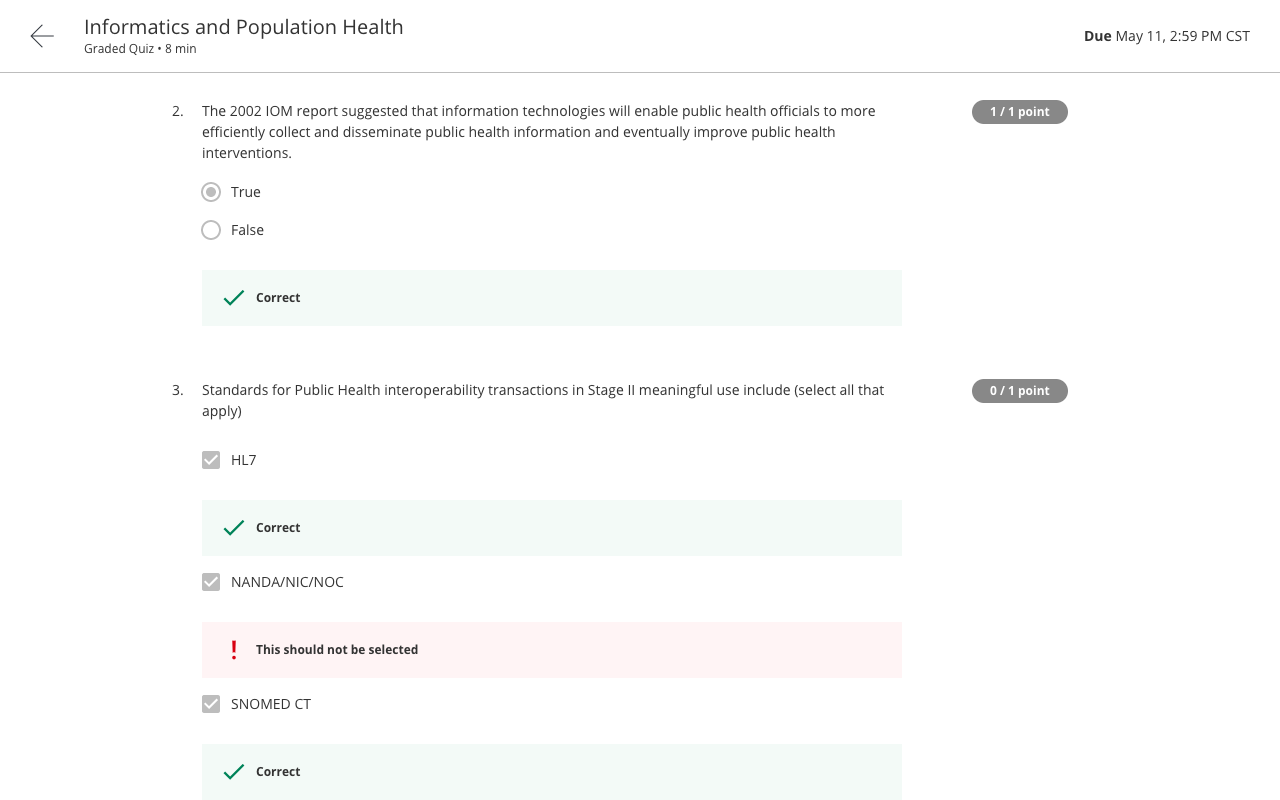 Informatics and Population Health
Graded Quiz • 8 min
Due May 11, 2:59 PM CST
2. The 2002 IOM report suggested that information technologies will enable public health officials to more
efficiently collect and disseminate public health information and eventually improve public health
interventions.
1 / 1 point
True
False
Correct
3. Standards for Public Health interoperability transactions in Stage II meaningful use include (select all that
apply)
0 / 1 point
HL7
Correct
NANDA/NIC/NOC
This should not be selected
SNOMED CT
Correct